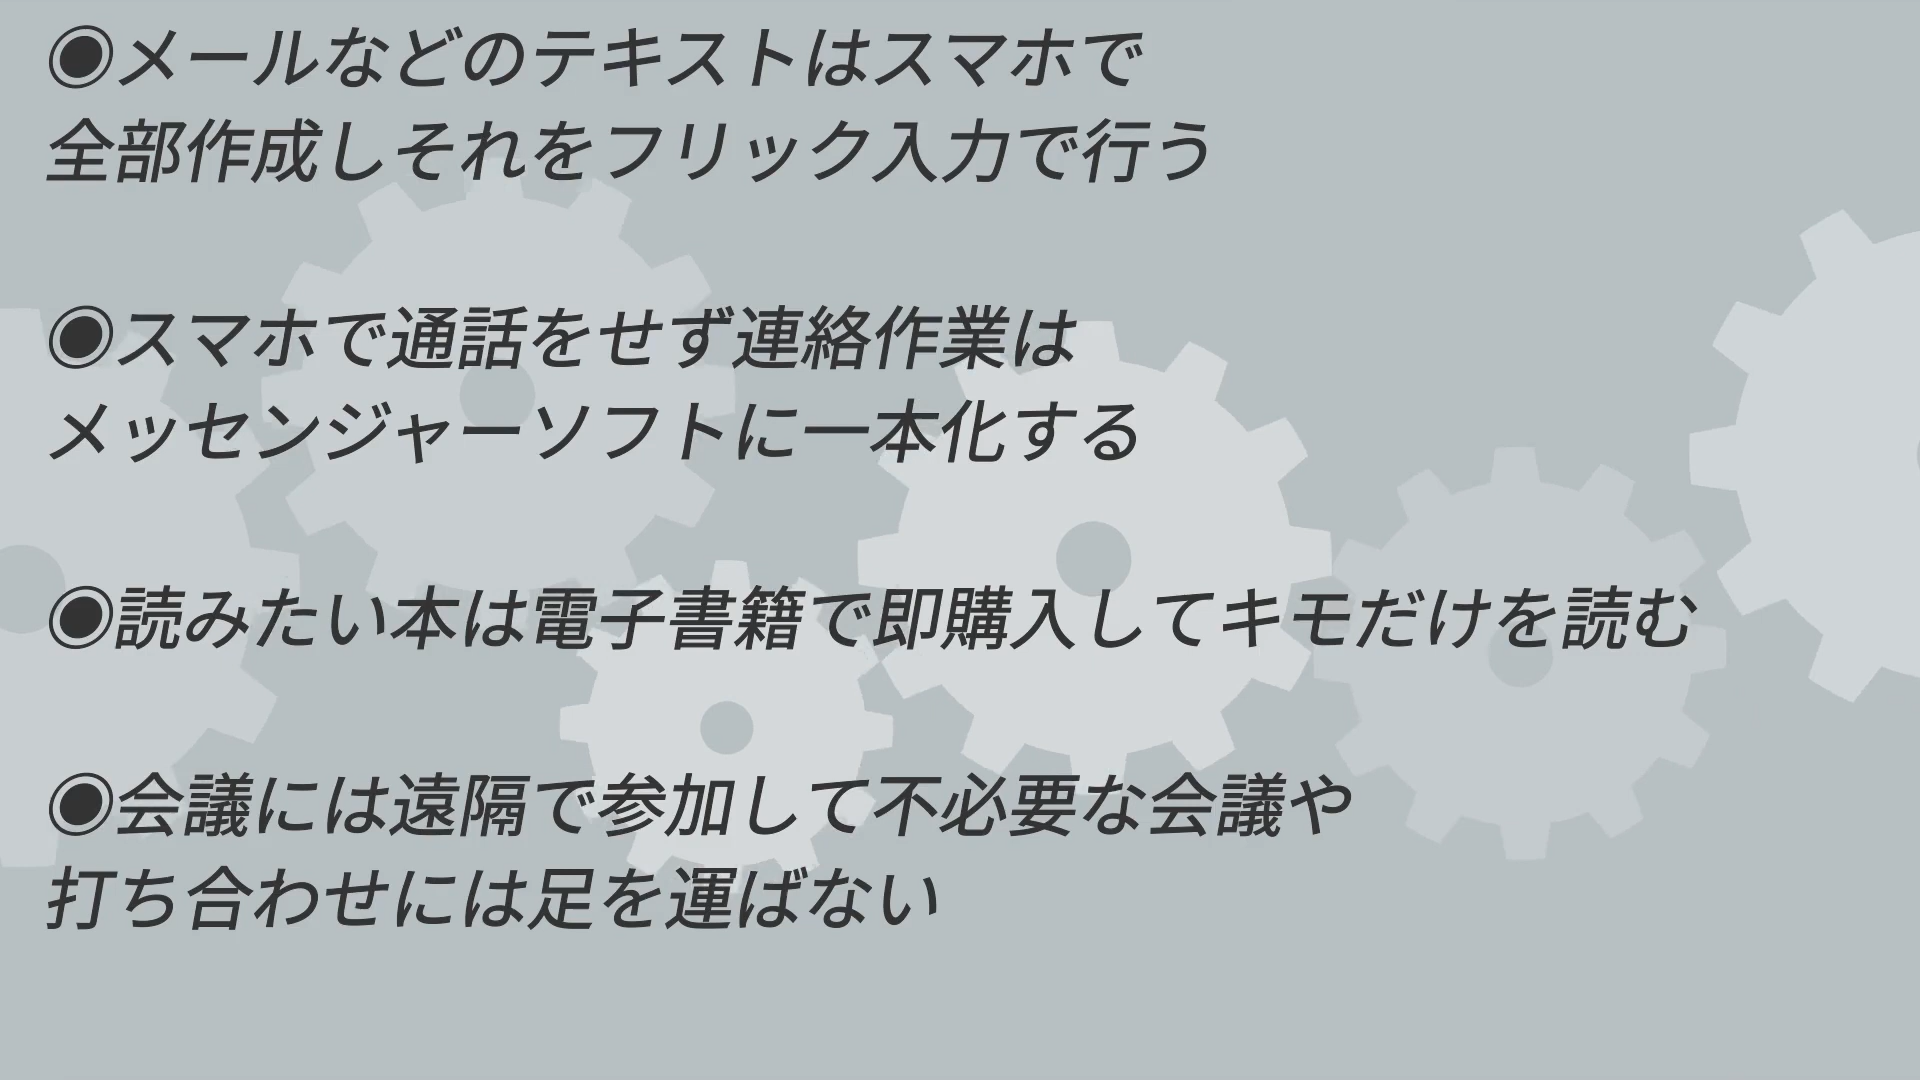 ◉メールなどのテキストはスマホで
全部作成しそれをフリック入力で行う
◉スマホで通話をせず連絡作業は
メッセンジャーソフトに一本化する
◉読みたい本は電子書籍で即購入してキモだけを読む
◉会議には遠隔で参加して不必要な会議や
打ち合わせには足を運ばない